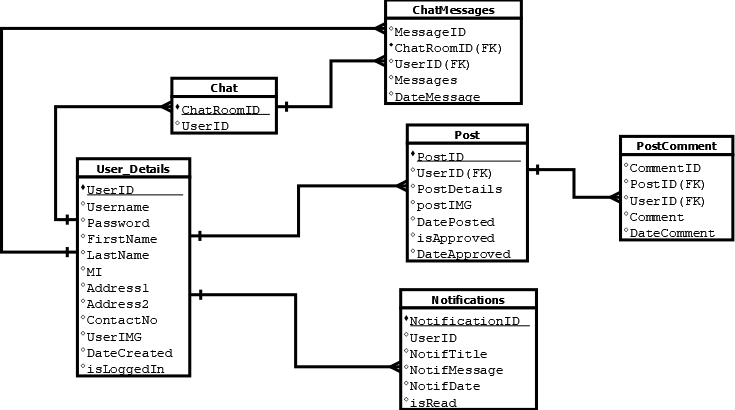 ChatMessages
MessageID
ChatRoomID(FK)
UserID(FK)
Messages
DateMessage
Chat
ChatRoomID
UserID
User_Details
UserID
Username
Password
FirstName
LastName
MI
Address1
Address2
ContactNo
UserIMG
DateCreated
isLoggedIn
Post
PostID
UserID(FK)
PostDetails
postIMG
DatePosted
isApproved
DateApproved
PostComment
CommentID
PostID(FK)
UserID(FK)
Comment
DateComment
Notifications
NotificationID
UserID
NotifTitle
NotifMessage
NotifDate
isRead